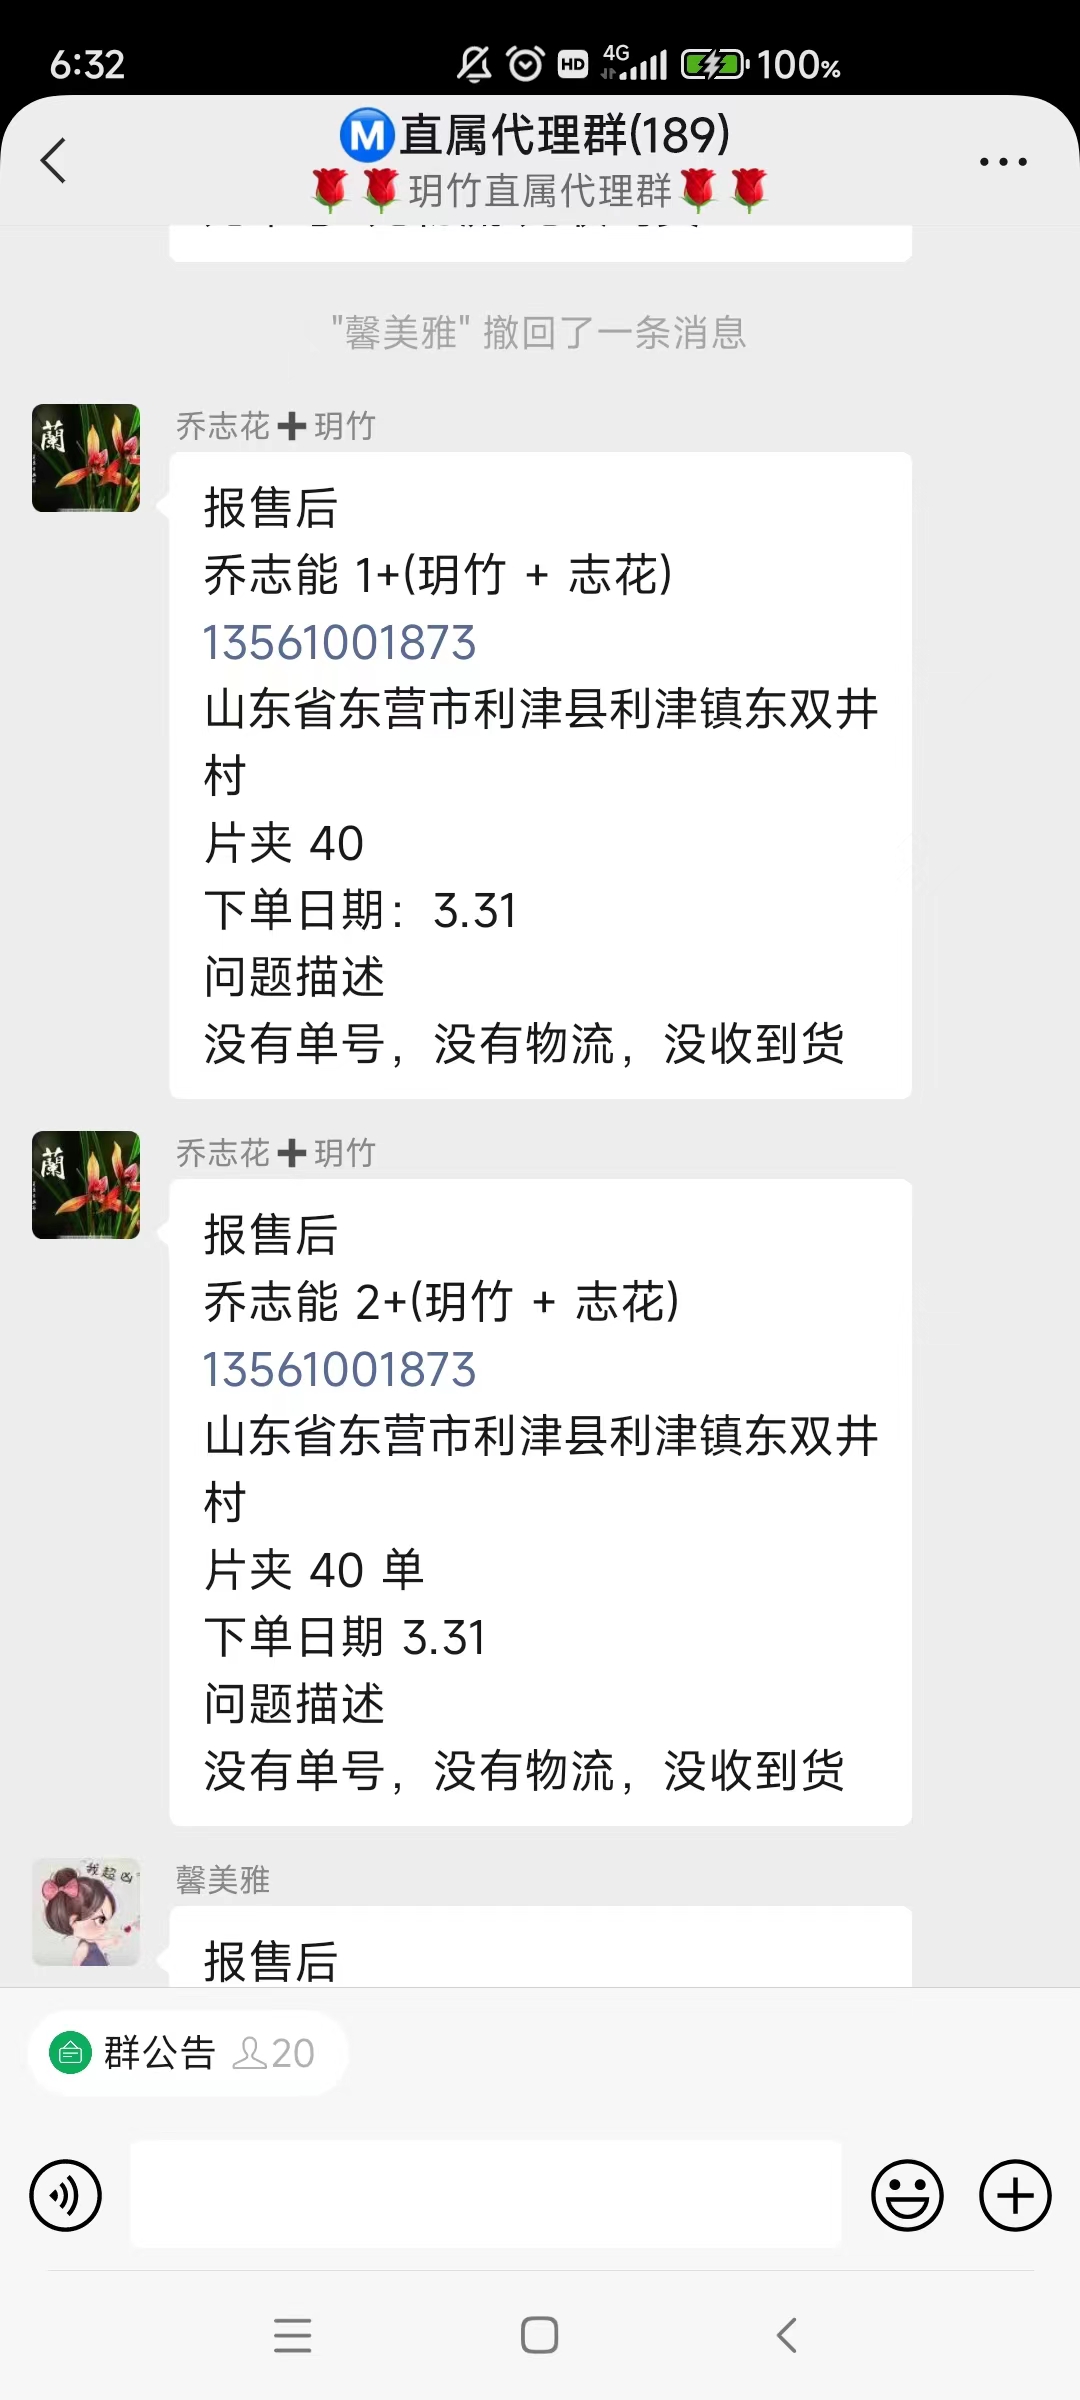 6:32
HD 4G 100%
Ⓜ️直属代理群(189)
🌹🌹玥竹直属代理群🌹🌹
"馨美雅" 撤回了一条消息
蘭
乔志花➕玥竹
报售后
乔志能 1+(玥竹 + 志花)
13561001873
山东省东营市利津县利津镇东双井
村
片夹 40
下单日期：3.31
问题描述
没有单号，没有物流，没收到货
蘭
乔志花➕玥竹
报售后
乔志能 2+(玥竹 + 志花)
13561001873
山东省东营市利津县利津镇东双井
村
片夹 40 单
下单日期 3.31
问题描述
没有单号，没有物流，没收到货
我超凶
馨美雅
报售后
群公告 20